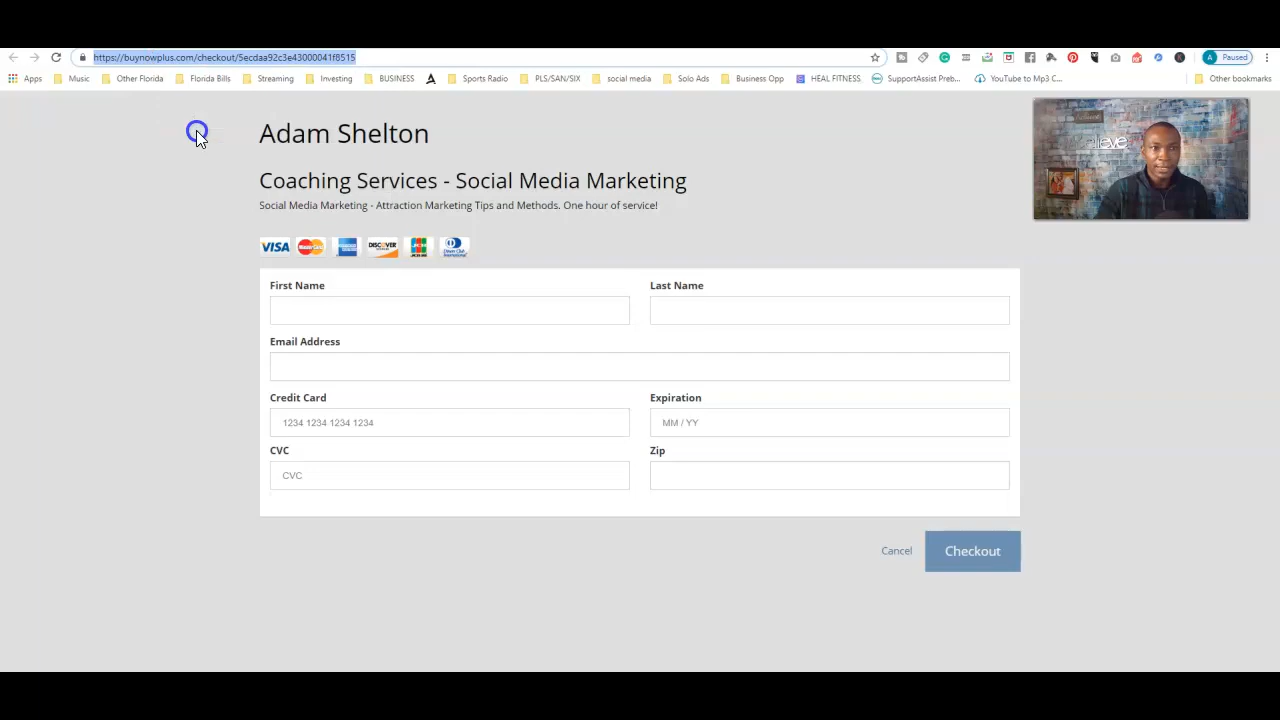 https://buynowplus.com/checkout/5ecdaa92c3e43000041f8515
A Paused
Apps Music Other Florida Florida Bills Streaming Investing BUSINESS Sports Radio PLS/SAN/SIX social media Solo Ads Business Opp HEAL FITNESS SupportAssist Preb... YouTube to Mp3 C... Other bookmarks
Adam Shelton
Coaching Services - Social Media Marketing
Social Media Marketing - Attraction Marketing Tips and Methods. One hour of service!
VISA MasterCard DISCOVER JCB Diners Club International
First Name Last Name
Email Address
Credit Card Expiration
1234 1234 1234 1234 MM / YY
CVC Zip
CVC
Cancel Checkout